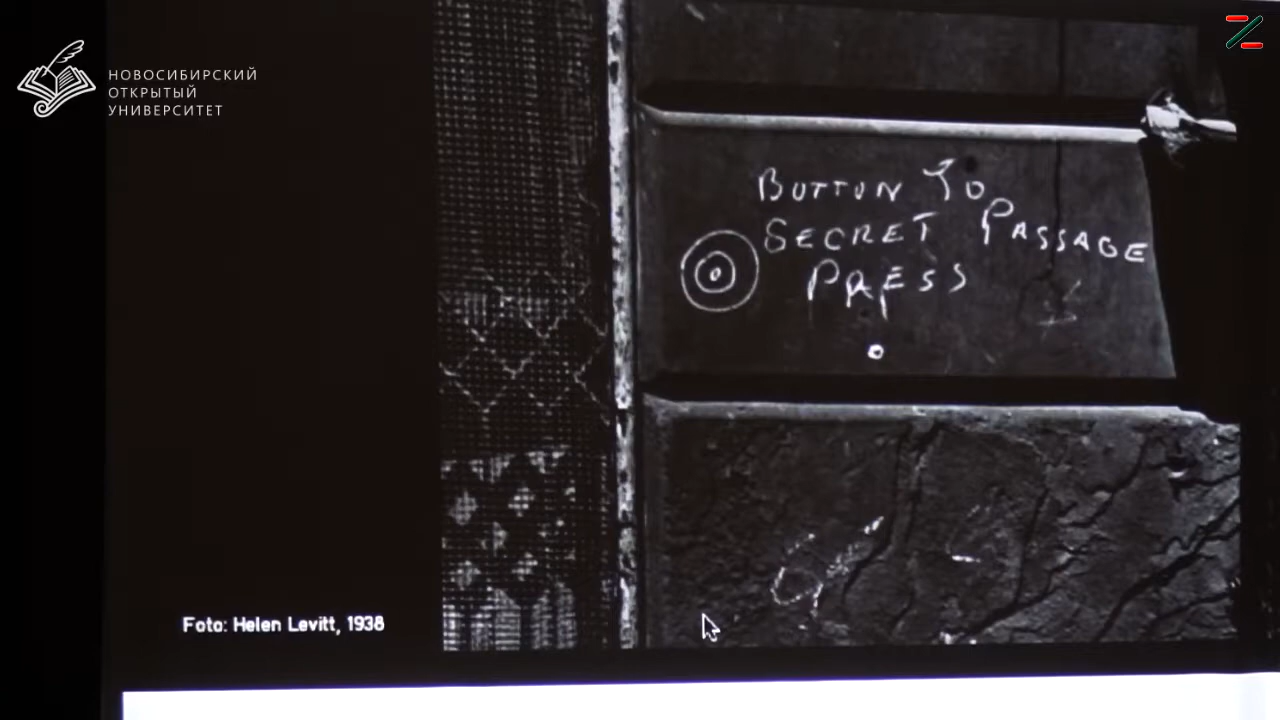 НОВОСИБИРСКИЙ
ОТКРЫТЫЙ
УНИВЕРСИТЕТ
BUTTON TO
SECRET PASSAGE
PRESS
Foto: Helen Levitt, 1938